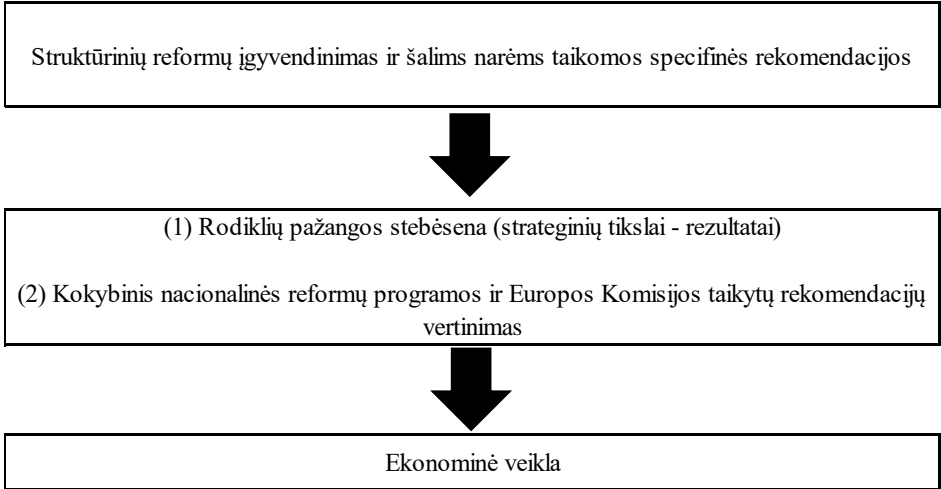 Struktūrinių reformų įgyvendinimas ir šalims narėms taikomos specifinės rekomendacijos
(1) Rodiklių pažangos stebėsena (strateginių tikslai - rezultatai)
(2) Kokybinis nacionalinės reformų programos ir Europos Komisijos taikytų rekomendacijų
vertinimas
Ekonominė veikla